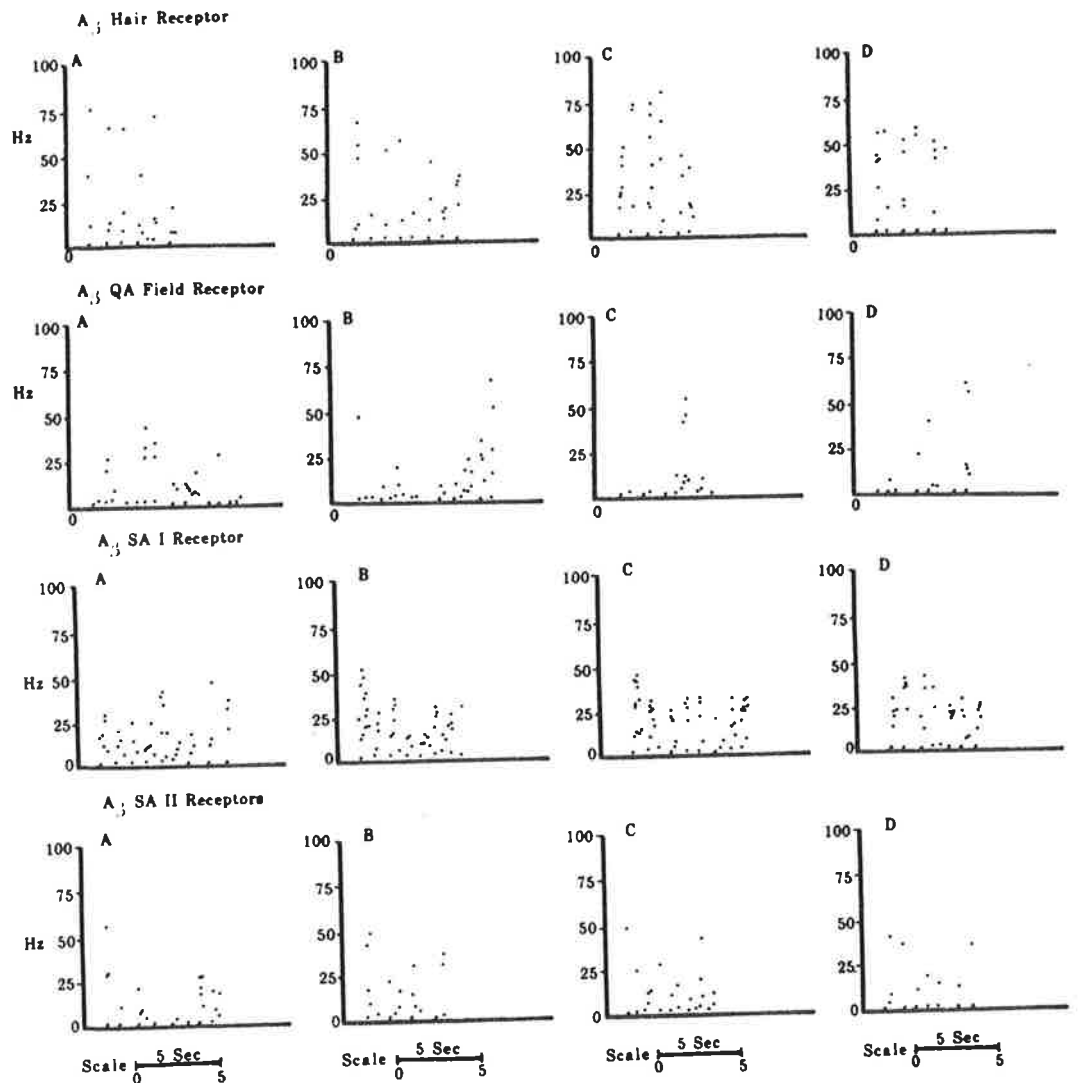 Aβ Hair Receptor
A B C D
100 100 100 100
75 75 75 75
Hz
50 50 50 50
25 25 25 25
0 0 0 0
Aβ QA Field Receptor
A B C D
100 100 100 100
75 75 75 75
Hz
50 50 50 50
25 25 25 25
0 0 0 0
Aβ SA I Receptor
A B C D
100 100 100 100
75 75 75 75
50 50 50 50
Hz
25 25 25 25
0 0 0 0
Aβ SA II Receptors
A B C D
100 100 100 100
75 75 75 75
50 50 50 50
Hz
25 25 25 25
0 0 0 0
5 Sec 5 Sec 5 Sec 5 Sec
Scale Scale Scale Scale
0 5 0 5 0 5 0 5